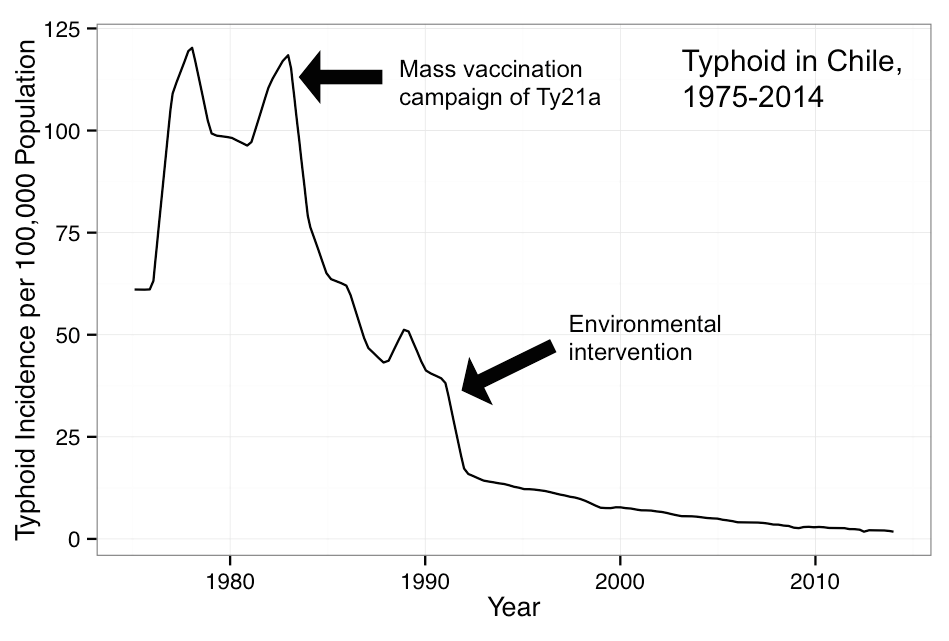 Typhoid in Chile,
1975-2014
Mass vaccination
campaign of Ty21a
Environmental
intervention
Typhoid Incidence per 100,000 Population
125
100
75
50
25
0
1980
1990
2000
2010
Year